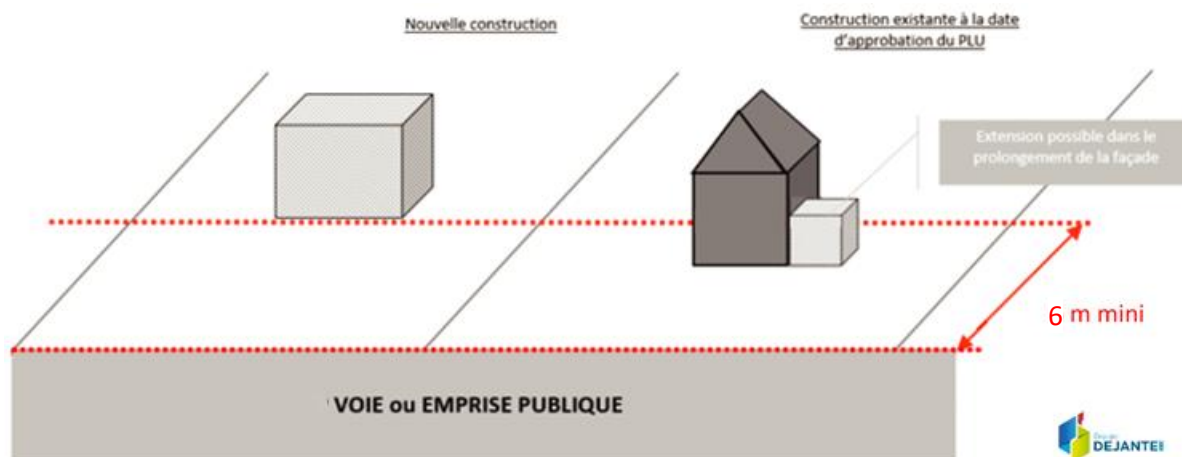 Nouvelle construction
Construction existante à la date
d'approbation du PLU
Extension possible dans le
prolongement de la façade
6 m mini
VOIE ou EMPRISE PUBLIQUE
DEJANTE